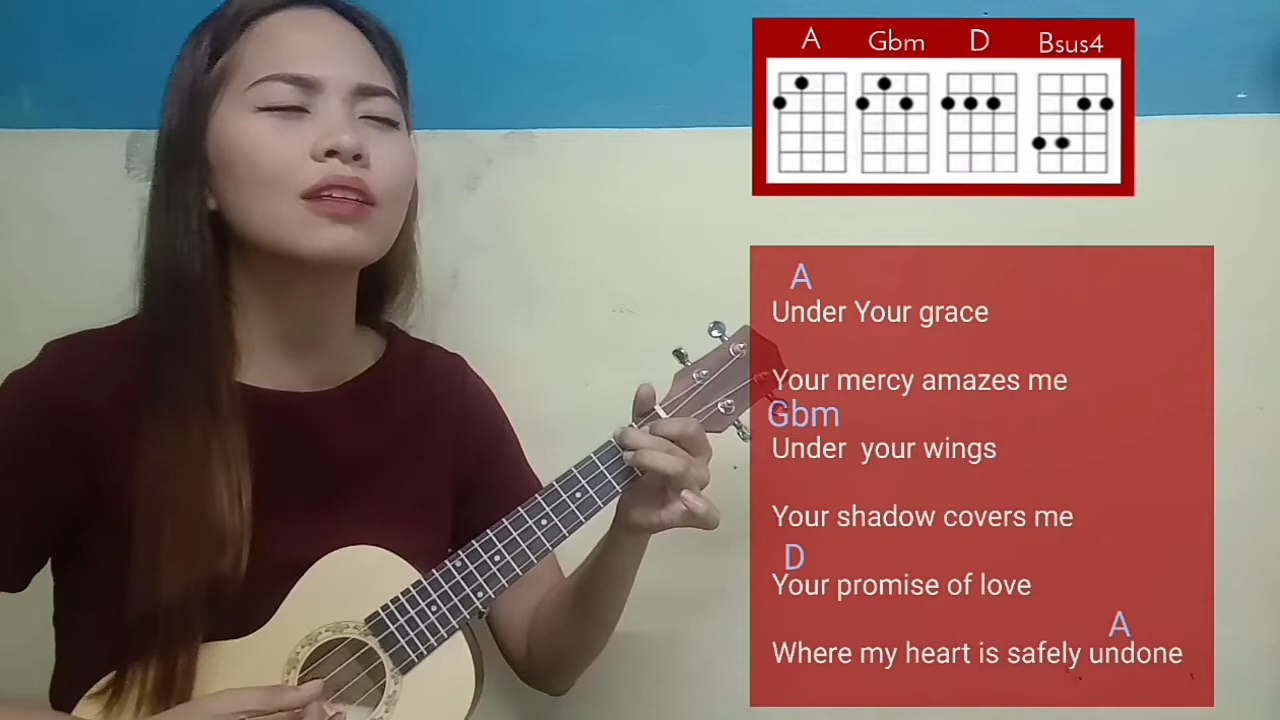 A Gbm D Bsus4
A
Under Your grace
Your mercy amazes me
Gbm
Under  your wings
Your shadow covers me
D
Your promise of love
A
Where my heart is safely undone